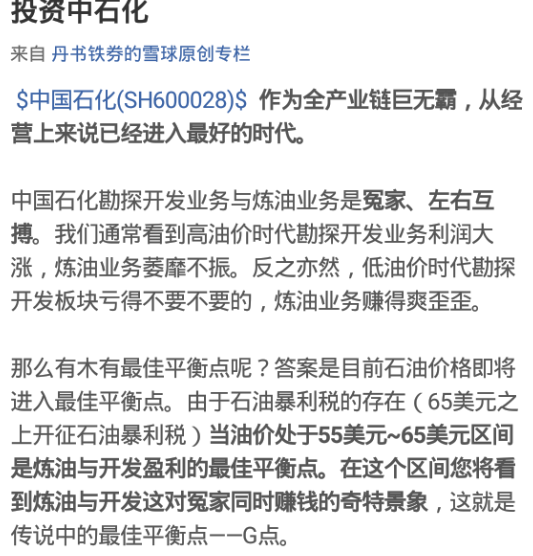 投资中石化
来自 丹书铁券的雪球原创专栏
$中国石化(SH600028)$ 作为全产业链巨无霸，从经
营上来说已经进入最好的时代。
中国石化勘探开发业务与炼油业务是冤家、左右互
搏。我们通常看到高油价时代勘探开发业务利润大
涨，炼油业务萎靡不振。反之亦然，低油价时代勘探
开发板块亏得不要不要的，炼油业务赚得爽歪歪。
那么有木有最佳平衡点呢？答案是目前石油价格即将
进入最佳平衡点。由于石油暴利税的存在（65美元之
上开征石油暴利税）当油价处于55美元~65美元区间
是炼油与开发盈利的最佳平衡点。在这个区间您将看
到炼油与开发这对冤家同时赚钱的奇特景象，这就是
传说中的最佳平衡点——G点。